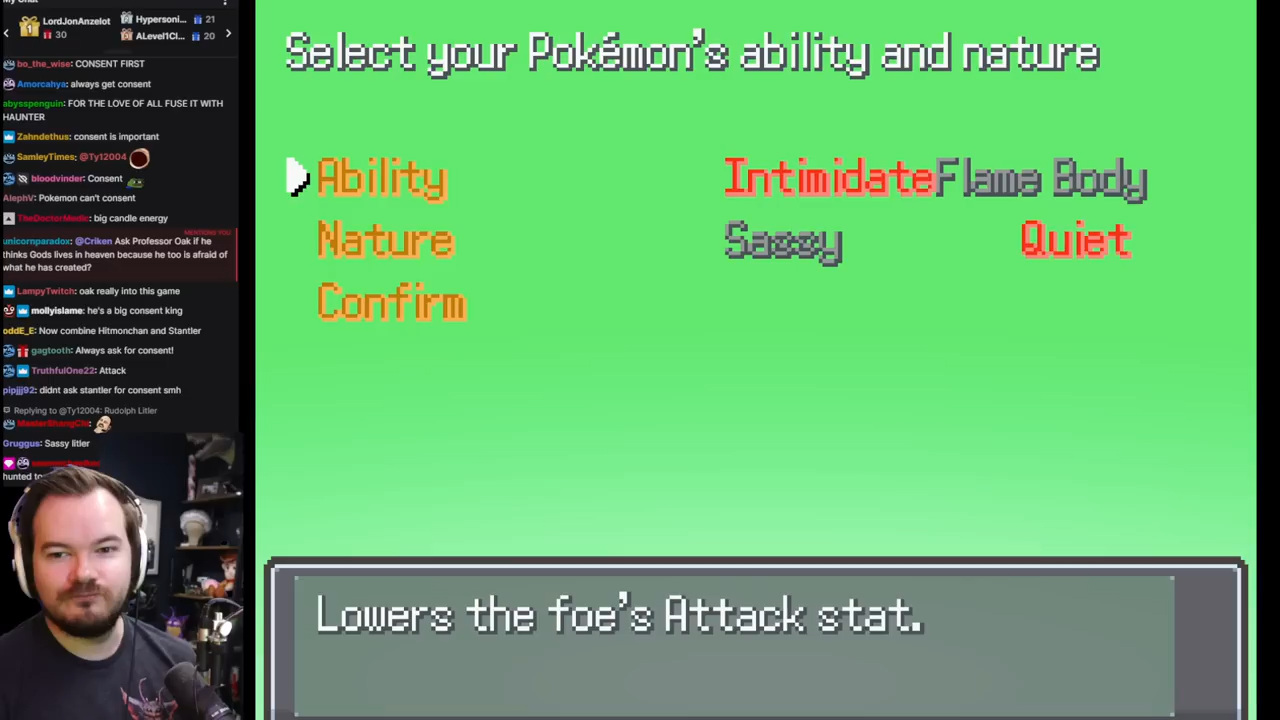 LordJonAnzelot
30
Hypersoni... 21
ALevel1Cl... 20
bo_the_wise: CONSENT FIRST
Amorcahya: always get consent
abysspenguin: FOR THE LOVE OF ALL FUSE IT WITH
HAUNTER
Zahndethus: consent is important
SamleyTimes: @Ty12004
bloodvinder: Consent
AlephV: Pokemon can't consent
TheDoctorMedic: big candle energy
MENTIONS YOU
unicornparadox: @Criken Ask Professor Oak if he
thinks Gods lives in heaven because he too is afraid of
what he has created?
LampyTwitch: oak really into this game
mollyislame: he's a big consent king
oddE_E: Now combine Hitmonchan and Stantler
gagtooth: Always ask for consent!
TruthfulOne22: Attack
pipjjj92: didnt ask stantler for consent smh
Replying to @Ty12004: Rudolph Litler
MasterShangChi:
Gruggus: Sassy litler
hunted to
Select your Pokémon's ability and nature
Ability Intimidate Flame Body
Nature Sassy Quiet
Confirm
Lowers the foe's Attack stat.